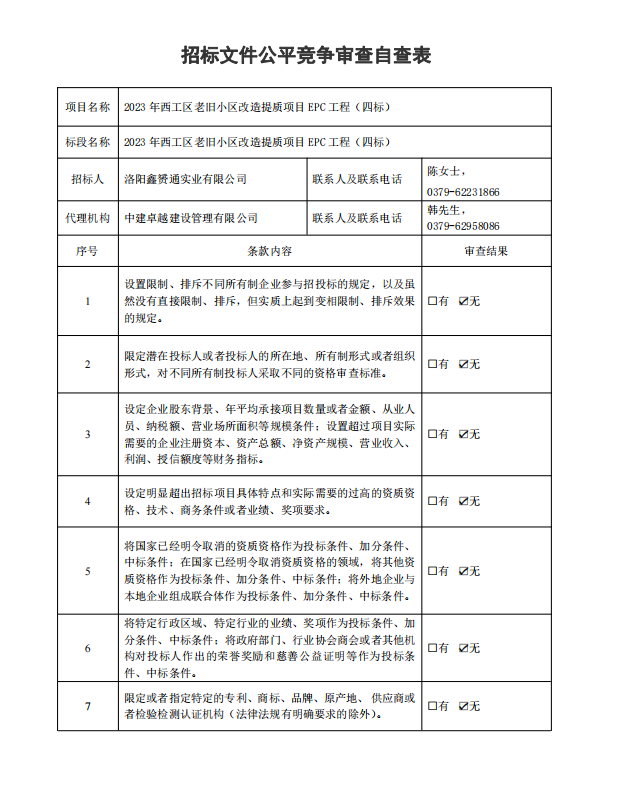 招标文件公平竞争审查自查表
项目名称 2023 年西工区老旧小区改造提质项目 EPC 工程（四标）
标段名称 2023 年西工区老旧小区改造提质项目 EPC 工程（四标）
招标人 洛阳鑫赟通实业有限公司 联系人及联系电话 陈女士，
0379-62231866
代理机构 中建卓越建设管理有限公司 联系人及联系电话 韩先生，
0379-62958086
序号 条款内容 审查结果
设置限制、排斥不同所有制企业参与招投标的规定，以及虽
1 然没有直接限制、排斥，但实质上起到变相限制、排斥效果 ☐有 ☑无
的规定。
限定潜在投标人或者投标人的所在地、所有制形式或者组织
2 ☐有 ☑无
形式，对不同所有制投标人采取不同的资格审查标准。
设定企业股东背景、年平均承接项目数量或者金额、从业人
员、纳税额、营业场所面积等规模条件；设置超过项目实际
3 ☐有 ☑无
需要的企业注册资本、资产总额、净资产规模、营业收入、
利润、授信额度等财务指标。
设定明显超出招标项目具体特点和实际需要的过高的资质资
4 ☐有 ☑无
格、技术、商务条件或者业绩、奖项要求。
将国家已经明令取消的资质资格作为投标条件、加分条件、
中标条件；在国家已经明令取消资质资格的领域，将其他资
5 ☐有 ☑无
质资格作为投标条件、加分条件、中标条件；将外地企业与
本地企业组成联合体作为投标条件、加分条件、中标条件。
将特定行政区域、特定行业的业绩、奖项作为投标条件、加
分条件、中标条件；将政府部门、行业协会商会或者其他机
6 ☐有 ☑无
构对投标人作出的荣誉奖励和慈善公益证明等作为投标条
件、中标条件。
限定或者指定特定的专利、商标、品牌、原产地、 供应商或
7 ☐有 ☑无
者检验检测认证机构（法律法规有明确要求的除外）。